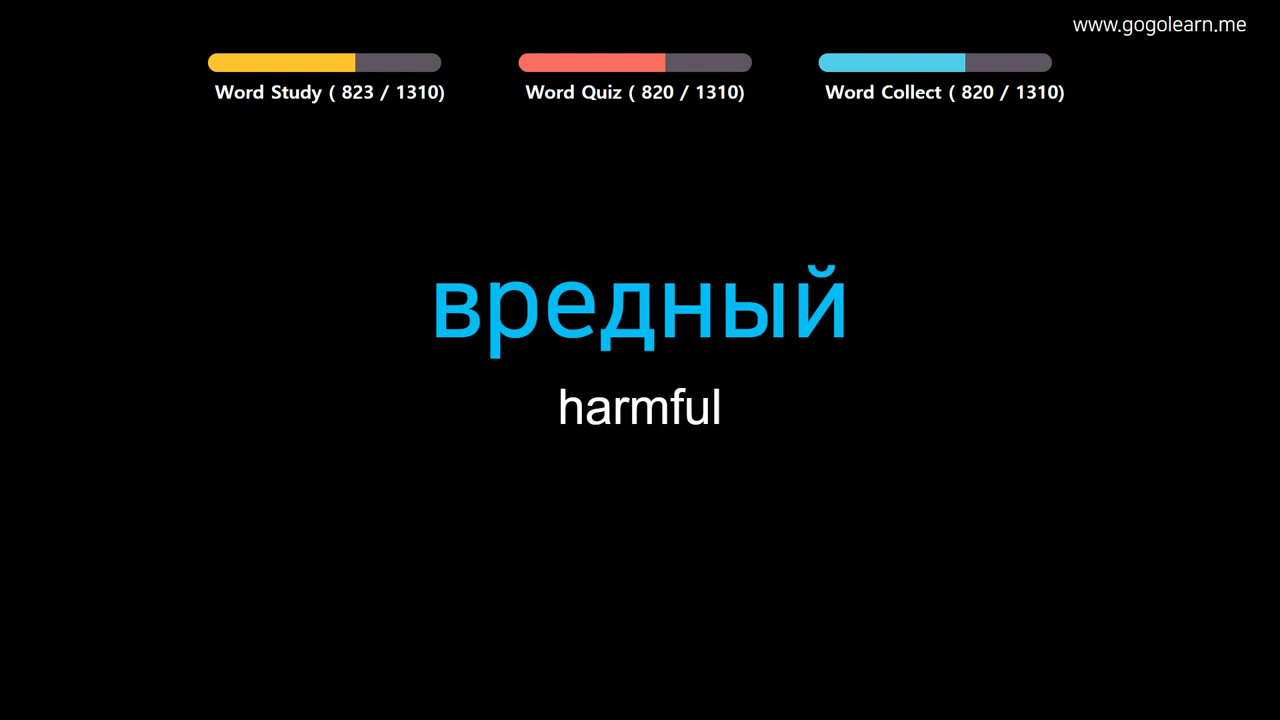 www.gogolearn.me
Word Study ( 823 / 1310)
Word Quiz ( 820 / 1310)
Word Collect ( 820 / 1310)
вредный
harmful